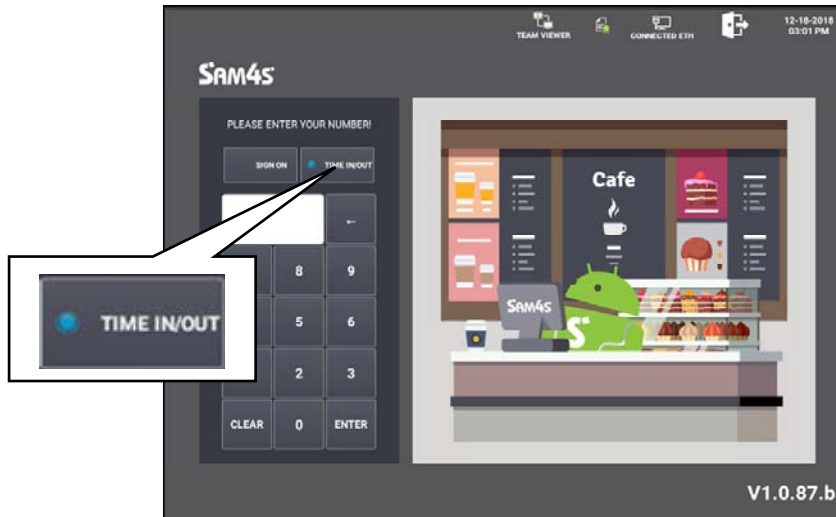 TEAM VIEWER
CONNECTED ETH
12-18-2018
03:01 PM
SAM4S
PLEASE ENTER YOUR NUMBER!
SIGN ON
TIME IN/OUT
←
8
9
TIME IN/OUT
5
6
2
3
CLEAR
0
ENTER
Cafe
SAM4S
S
V1.0.87.b